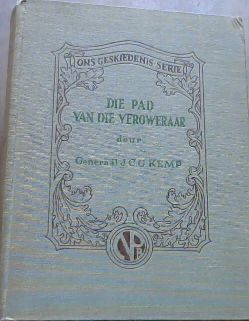 ONS GESKIEDENIS SERIE
DIE PAD
VAN DIE VEROWERAAR
deur
Generaal J.C.G. KEMP